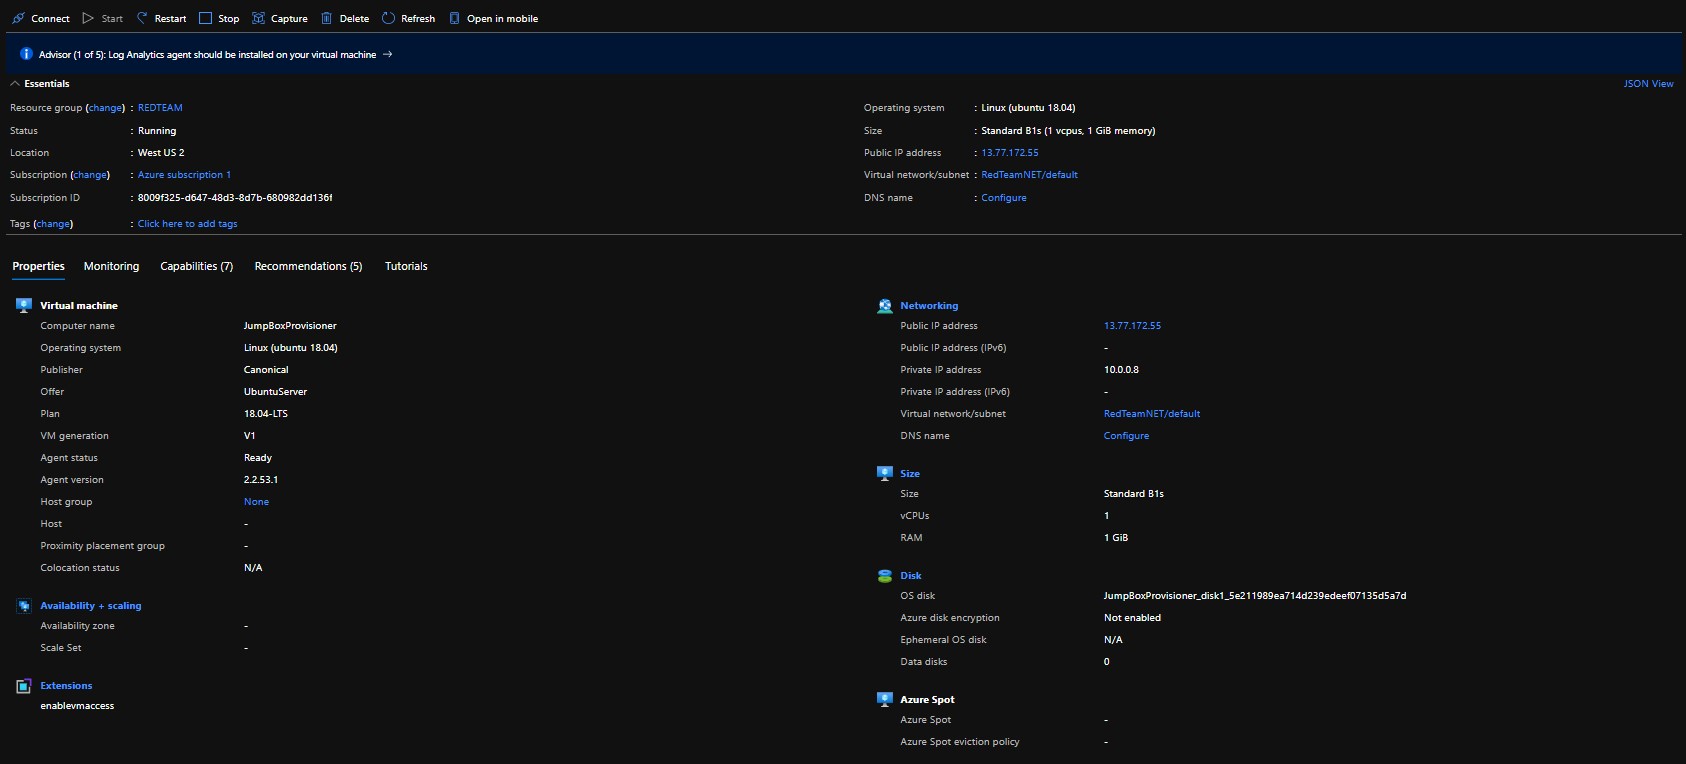 Connect Start Restart Stop Capture Delete Refresh Open in mobile
Advisor (1 of 5): Log Analytics agent should be installed on your virtual machine →
Essentials JSON View
Resource group (change) : REDTEAM
Status : Running
Location : West US 2
Subscription (change) : Azure subscription 1
Subscription ID : 8009f325-d647-48d3-8d7b-680982dd136f
Tags (change) : Click here to add tags
Operating system : Linux (ubuntu 18.04)
Size : Standard B1s (1 vcpus, 1 GiB memory)
Public IP address : 13.77.172.55
Virtual network/subnet : RedTeamNET/default
DNS name : Configure
Properties Monitoring Capabilities (7) Recommendations (5) Tutorials
Virtual machine
Computer name JumpBoxProvisioner
Operating system Linux (ubuntu 18.04)
Publisher Canonical
Offer UbuntuServer
Plan 18.04-LTS
VM generation V1
Agent status Ready
Agent version 2.2.53.1
Host group None
Host -
Proximity placement group -
Colocation status N/A
Availability + scaling
Availability zone -
Scale Set -
Extensions
enablevmaccess
Networking
Public IP address 13.77.172.55
Public IP address (IPv6) -
Private IP address 10.0.0.8
Private IP address (IPv6) -
Virtual network/subnet RedTeamNET/default
DNS name Configure
Size
Size Standard B1s
vCPUs 1
RAM 1 GiB
Disk
OS disk JumpBoxProvisioner_disk1_5e211989ea714d239edeef07135d5a7d
Azure disk encryption Not enabled
Ephemeral OS disk N/A
Data disks 0
Azure Spot
Azure Spot -
Azure Spot eviction policy -